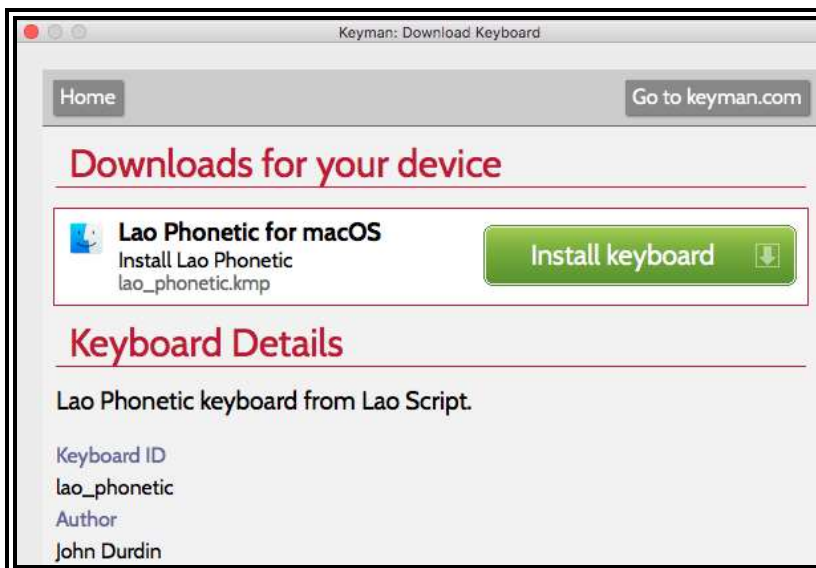 Keyman: Download Keyboard
Home
Go to keyman.com
Downloads for your device
Lao Phonetic for macOS
Install Lao Phonetic
lao_phonetic.kmp
Install keyboard
Keyboard Details
Lao Phonetic keyboard from Lao Script.
Keyboard ID
lao_phonetic
Author
John Durdin